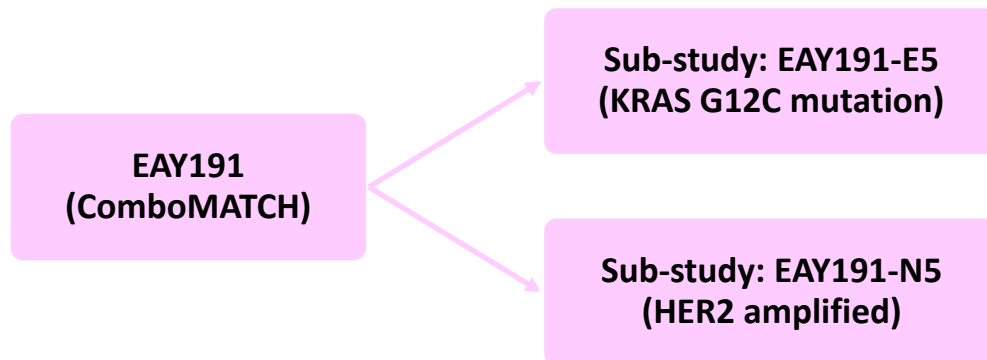 EAY191
(ComboMATCH)
Sub-study: EAY191-E5
(KRAS G12C mutation)
Sub-study: EAY191-N5
(HER2 amplified)